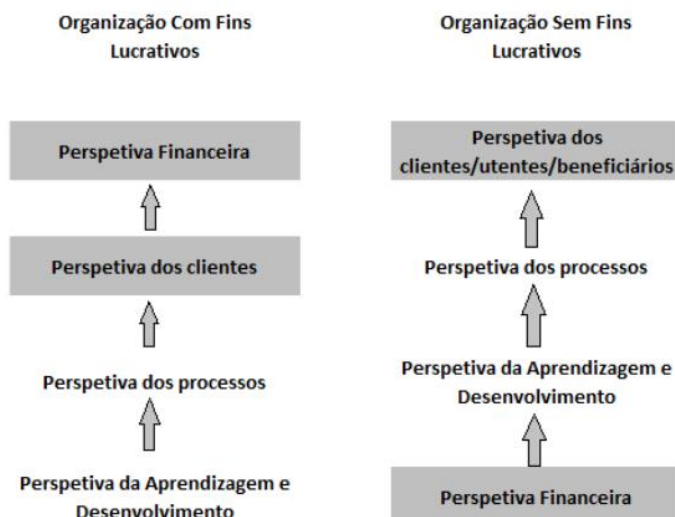 Organização Com Fins
Lucrativos
Perspetiva Financeira
Perspetiva dos clientes
Perspetiva dos processos
Perspetiva da Aprendizagem e
Desenvolvimento
Organização Sem Fins
Lucrativos
Perspetiva dos
clientes/utentes/beneficiários
Perspetiva dos processos
Perspetiva da Aprendizagem e
Desenvolvimento
Perspetiva Financeira